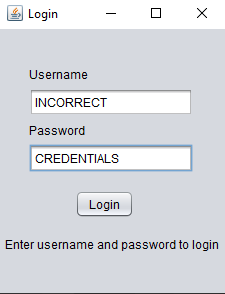 Login
Username
INCORRECT
Password
CREDENTIALS
Login
Enter username and password to login